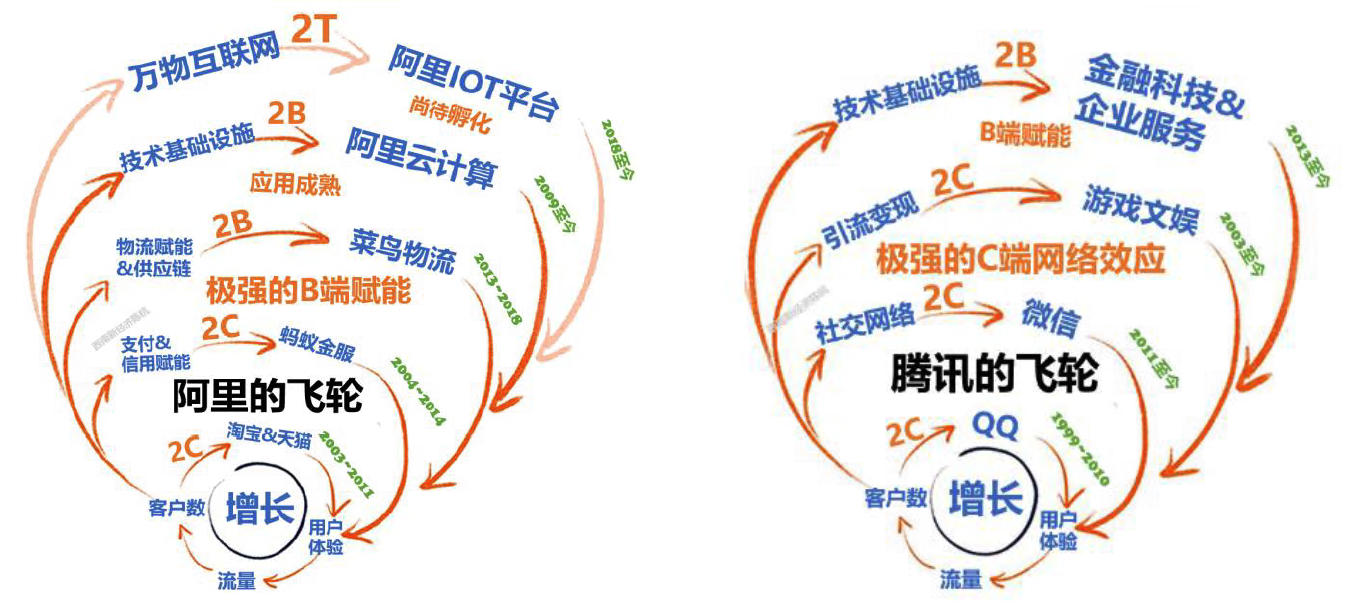 2T
万物互联网
阿里IOT平台
尚待孵化
2018至今
2B
技术基础设施
阿里云计算
应用成熟
2009至今
2B
物流赋能
&供应链
菜鸟物流
2013~2018
极强的B端赋能
2C
支付&
信用赋能
蚂蚁金服
2004~2014
阿里的飞轮
2C
淘宝&天猫
2003~2011
客户数
增长
用户
体验
流量
2B
技术基础设施
金融科技&
企业服务
B端赋能
2013至今
2C
引流变现
游戏文娱
2003至今
极强的C端网络效应
2C
社交网络
微信
2011至今
腾讯的飞轮
2C
QQ
1999~2010
客户数
增长
用户
体验
流量